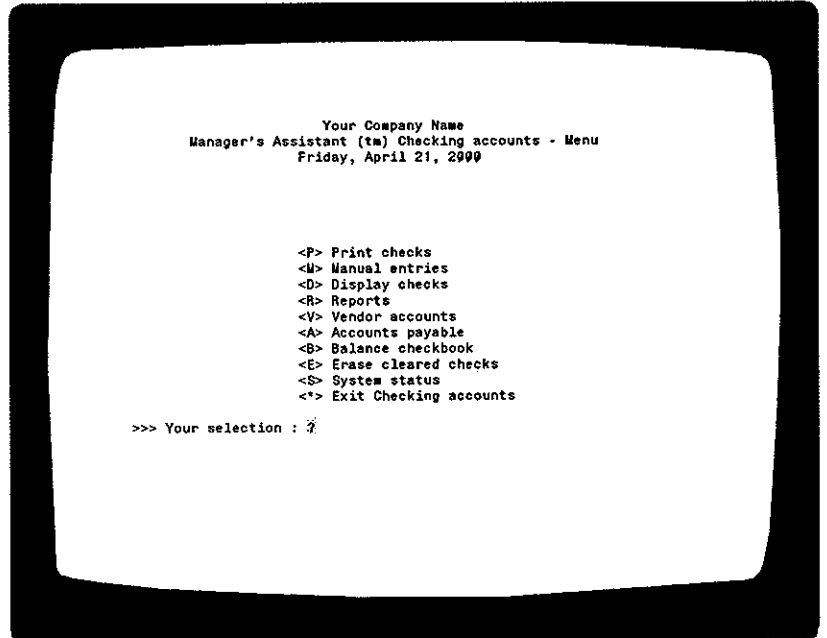 Your Company Name
Manager's Assistant (tm) Checking accounts - Menu
Friday, April 21, 2000
<P> Print checks
<M> Manual entries
<D> Display checks
<R> Reports
<V> Vendor accounts
<A> Accounts payable
<B> Balance checkbook
<E> Erase cleared checks
<S> System status
<*> Exit Checking accounts
>>> Your selection : ?